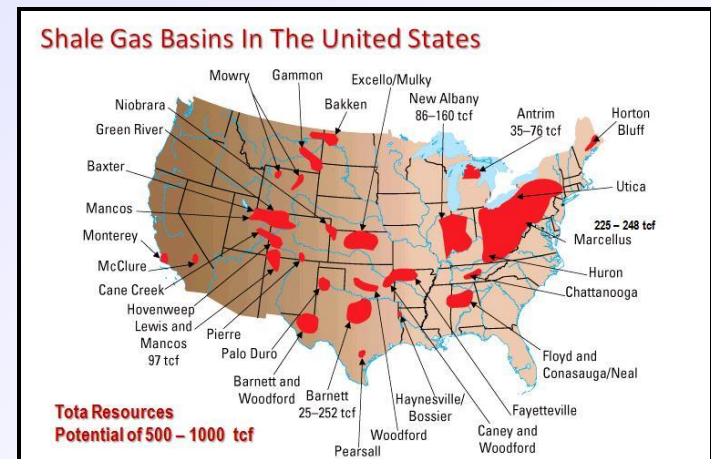 Shale Gas Basins In The United States
Mowry
Gammon
Excello/Mulky
Niobrara
Bakken
New Albany
86–160 tcf
Antrim
35–76 tcf
Horton
Bluff
Green River
Baxter
Utica
Mancos
225 – 248 tcf
Marcellus
Monterey
McClure
Huron
Cane Creek
Chattanooga
Hovenweep
Lewis and
Mancos
97 tcf
Pierre
Palo Duro
Floyd and
Conasauga/Neal
Barnett and
Woodford
Barnett
25–252 tcf
Haynesville/
Bossier
Fayetteville
Caney and
Woodford
Woodford
Pearsall
Tota Resources
Potential of 500 – 1000 tcf